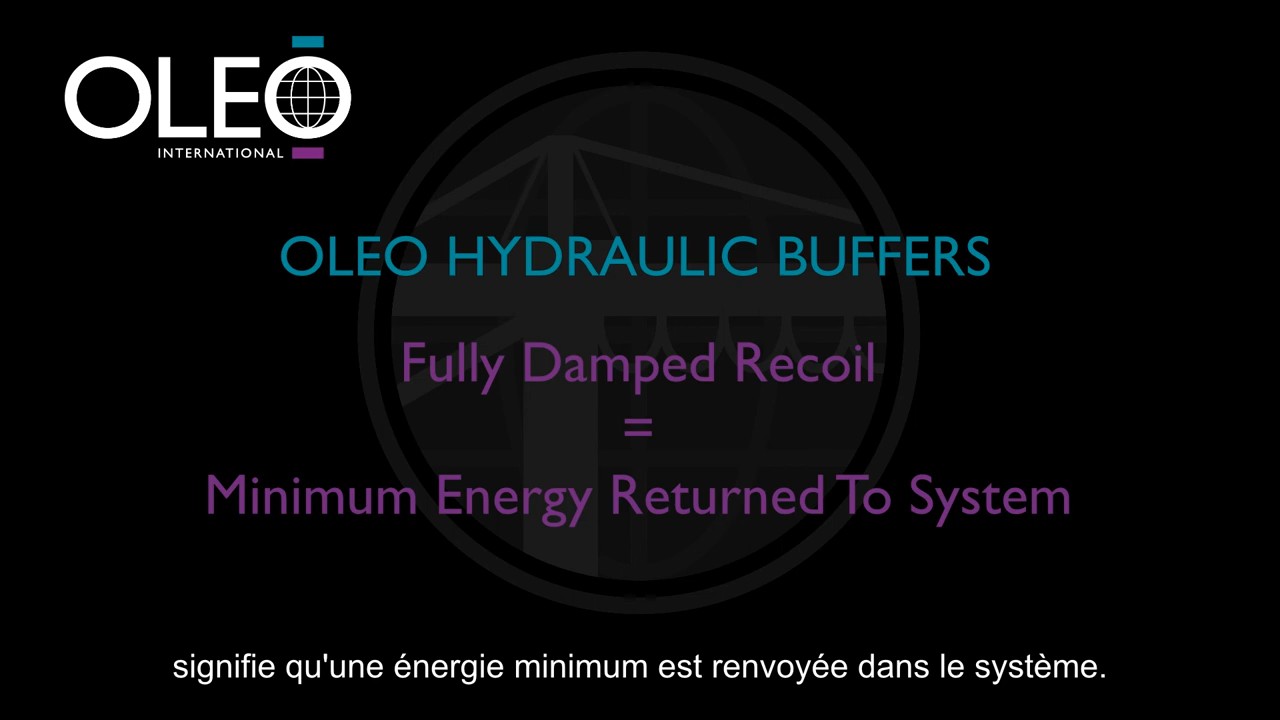 OLEO
INTERNATIONAL
OLEO HYDRAULIC BUFFERS
Fully Damped Recoil
=
Minimum Energy Returned To System
signifie qu'une énergie minimum est renvoyée dans le système.